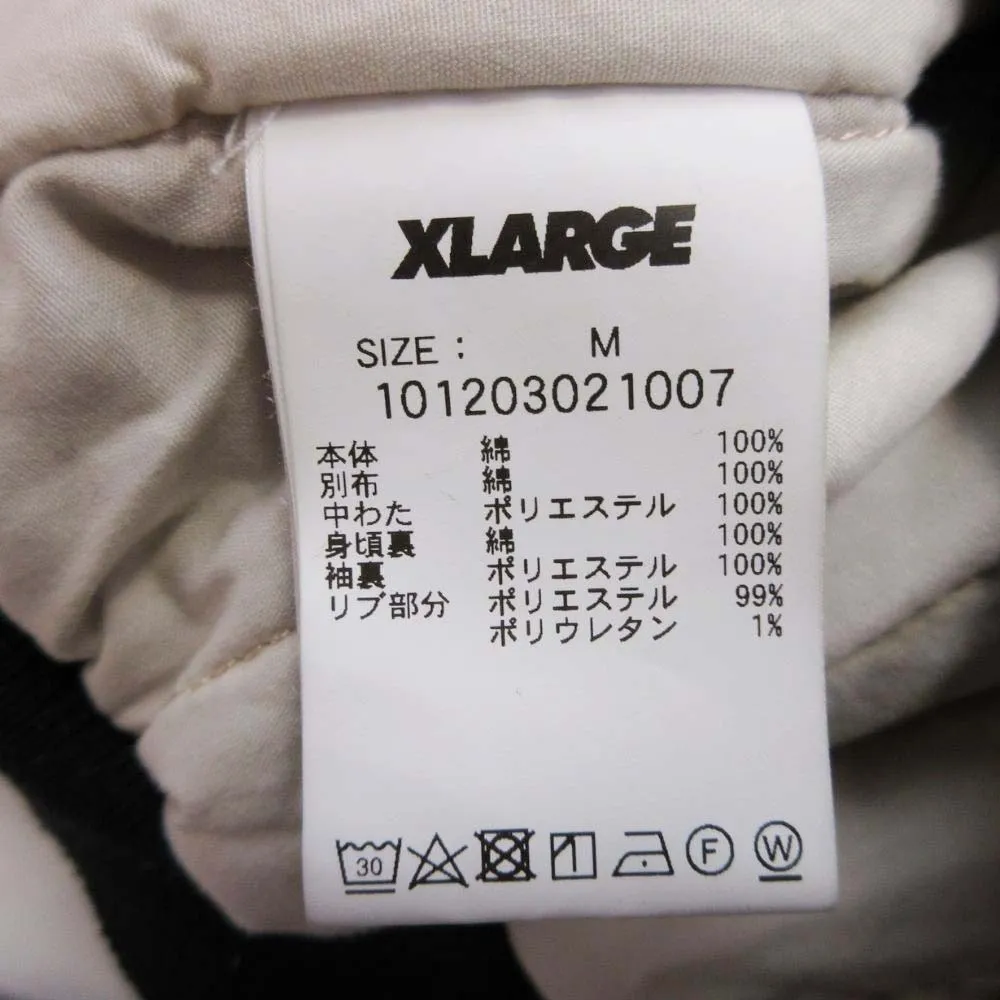 XLARGE
SIZE : M
101203021007
本体 綿 100%
別布 綿 100%
中わた ポリエステル 100%
身頃裏 綿 100%
袖裏 ポリエステル 100%
リブ部分 ポリエステル 99%
ポリウレタン 1%
30 F W